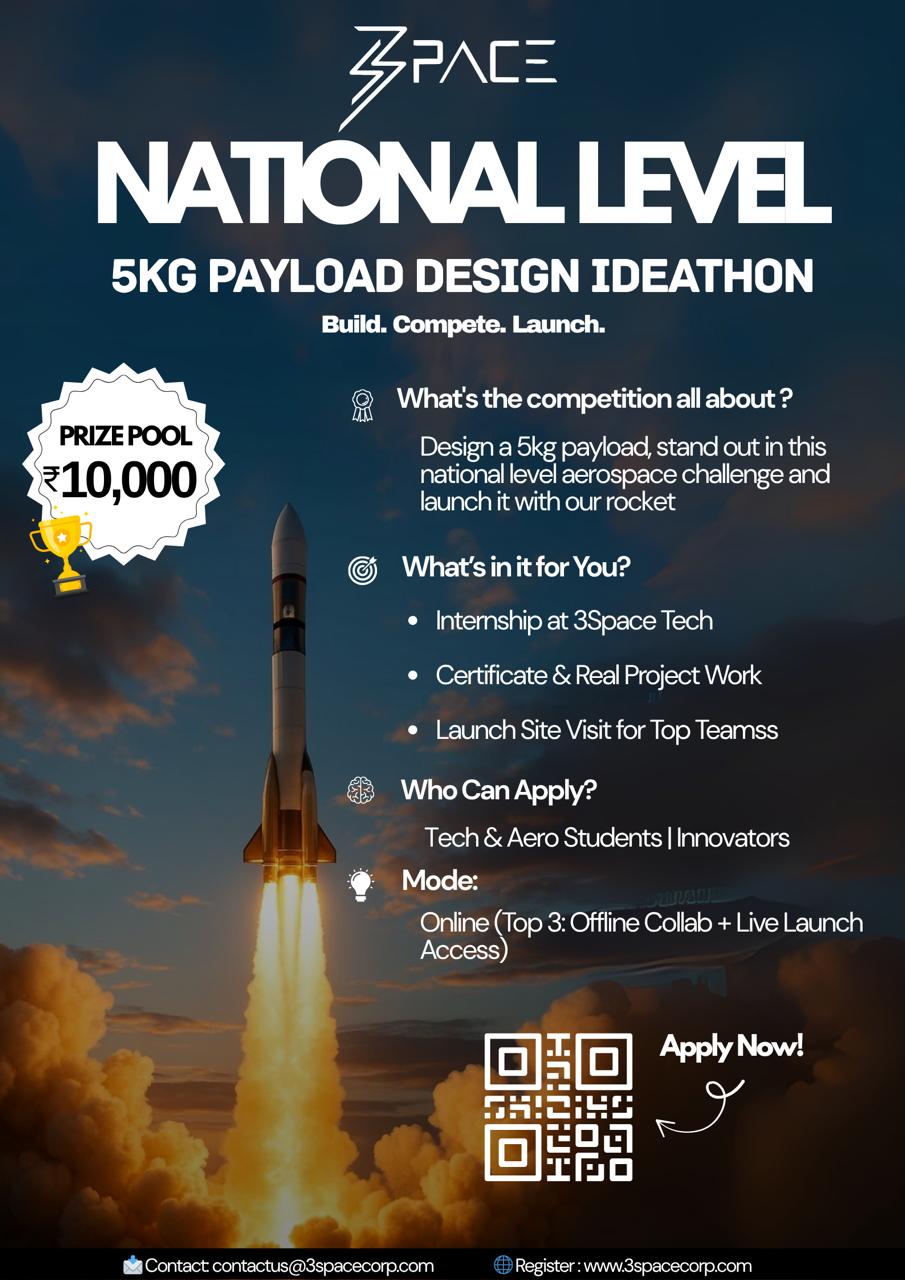 3SPACE
NATIONAL LEVEL
5KG PAYLOAD DESIGN IDEATHON
Build. Compete. Launch.
PRIZE POOL
₹10,000
What's the competition all about ?
Design a 5kg payload, stand out in this
national level aerospace challenge and
launch it with our rocket
What’s in it for You?
• Internship at 3Space Tech
• Certificate & Real Project Work
• Launch Site Visit for Top Teamss
Who Can Apply?
Tech & Aero Students | Innovators
Mode:
Online (Top 3: Offline Collab + Live Launch
Access)
Apply Now!
Contact: contactus@3spacecorp.com
Register : www.3spacecorp.com